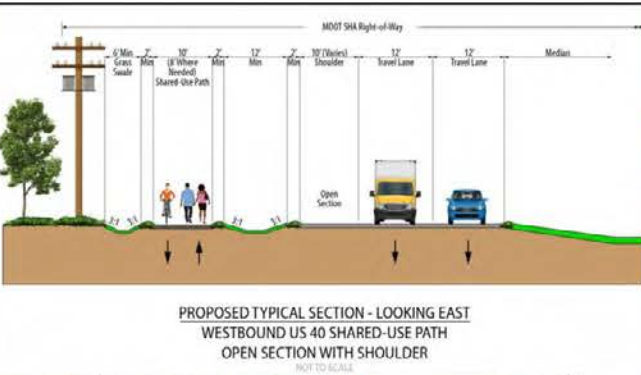 MDOT SHA Right-of-Way
6' Min
Grass
Swale
2'
Min
10'
(8' Where
Needed)
Shared-Use Path
2'
Min
12'
Min
2'
Min
10' (Varies)
Shoulder
12'
Travel Lane
12'
Travel Lane
Median
Open
Section
3:1
3:1
3:1
3:1
PROPOSED TYPICAL SECTION - LOOKING EAST
WESTBOUND US 40 SHARED-USE PATH
OPEN SECTION WITH SHOULDER
NOT TO SCALE